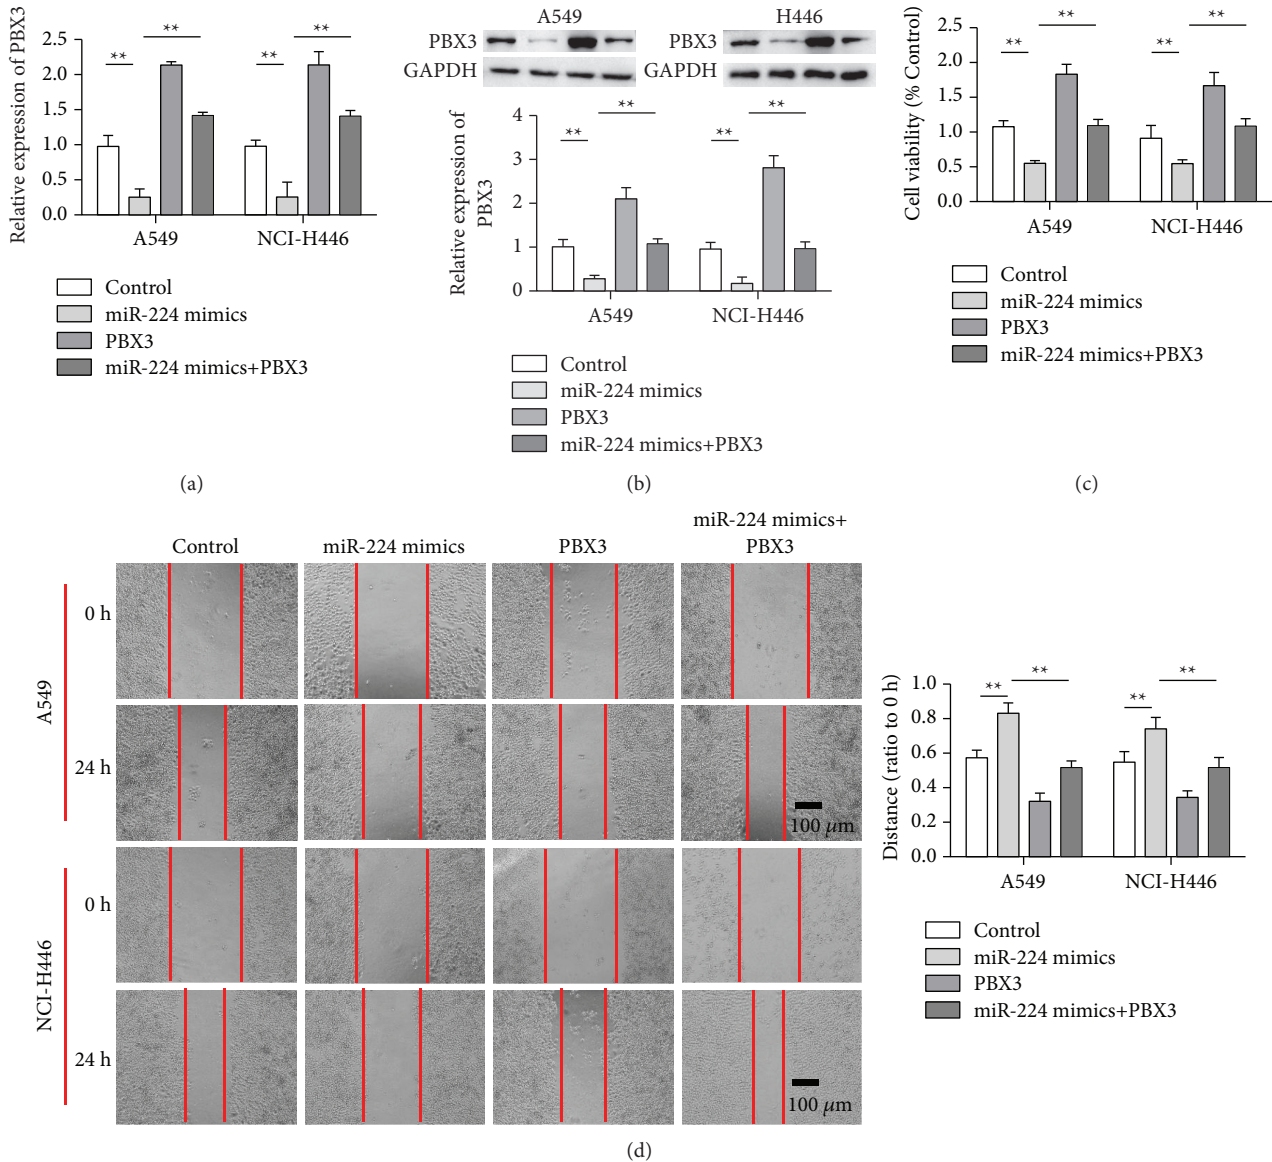 Relative expression of PBX3
2.5
2.0
1.5
1.0
0.5
0.0
**
**
**
**
A549
NCI-H446
Control
miR-224 mimics
PBX3
miR-224 mimics+PBX3
(a)
A549
H446
PBX3
PBX3
GAPDH
GAPDH
Relative expression of
PBX3
4
3
2
1
0
**
**
**
**
A549
NCI-H446
Control
miR-224 mimics
PBX3
miR-224 mimics+PBX3
(b)
Cell viability (% Control)
2.5
2.0
1.5
1.0
0.5
0.0
**
**
**
**
A549
NCI-H446
Control
miR-224 mimics
PBX3
miR-224 mimics+PBX3
(c)
Control
miR-224 mimics
PBX3
miR-224 mimics+
PBX3
A549
0 h
24 h
100 μm
NCI-H446
0 h
24 h
100 μm
Distance (ratio to 0 h)
1.0
0.8
0.6
0.4
0.2
0.0
**
**
**
**
A549
NCI-H446
Control
miR-224 mimics
PBX3
miR-224 mimics+PBX3
(d)